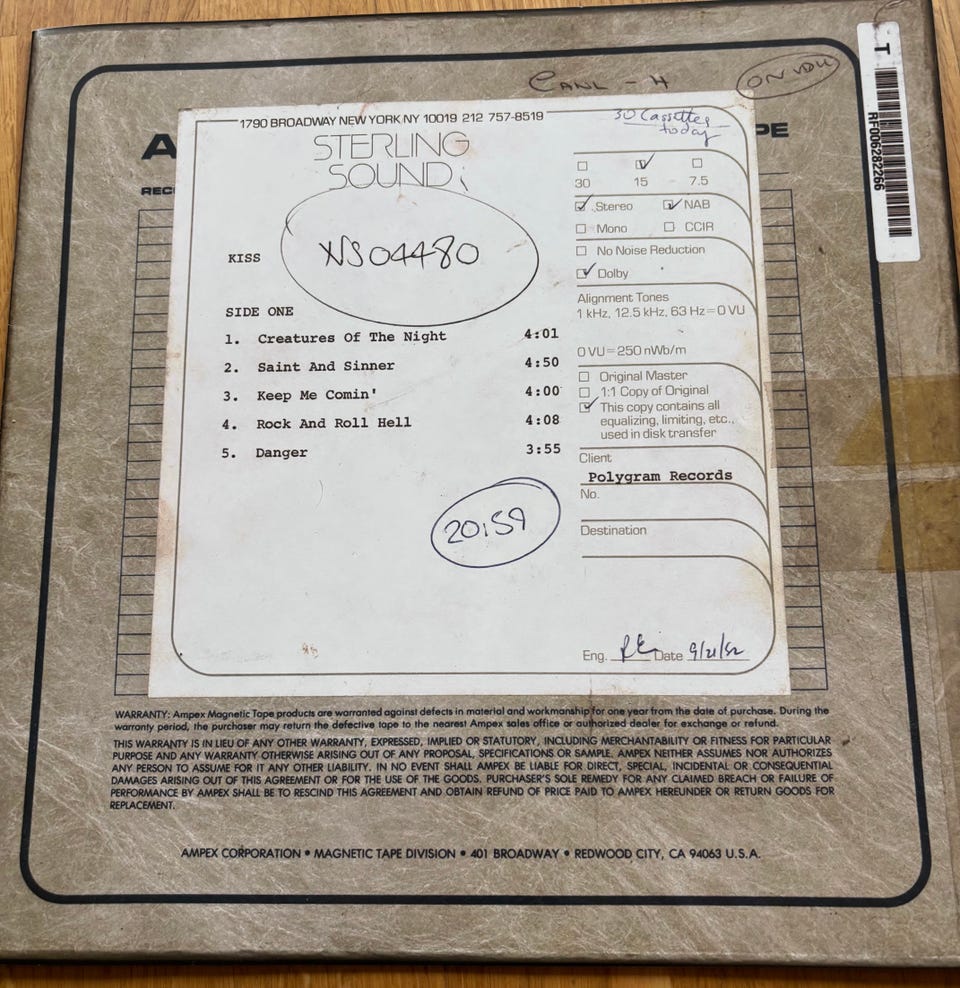 CANL - H
ON VDU
T
RF006282266
1790 BROADWAY NEW YORK NY 10019 212 757-8519
30 Cassettes
today
A
PE
STERLING
SOUND
REC
30
15
7.5
Stereo
NAB
Mono
CCIR
No Noise Reduction
Dolby
KISS
XS04480
Alignment Tones
1 kHz, 12.5 kHz, 63 Hz = 0 VU
0 VU = 250 nWb/m
SIDE ONE
1. Creatures Of The Night 4:01
2. Saint And Sinner 4:50
3. Keep Me Comin' 4:00
4. Rock And Roll Hell 4:08
5. Danger 3:55
Original Master
1:1 Copy of Original
This copy contains all
equalizing, limiting, etc.,
used in disk transfer
Client
Polygram Records
No.
20:59
Destination
Eng. Date 9/21/82
WARRANTY: Ampex Magnetic Tape products are warranted against defects in material and workmanship for one year from the date of purchase. During the
warranty period, the purchaser may return the defective tape to the nearest Ampex sales office or authorized dealer for exchange or refund.
THIS WARRANTY IS IN LIEU OF ANY OTHER WARRANTY, EXPRESSED, IMPLIED OR STATUTORY, INCLUDING MERCHANTABILITY OR FITNESS FOR PARTICULAR
PURPOSE AND ANY WARRANTY OTHERWISE ARISING OUT OF ANY PROPOSAL, SPECIFICATIONS OR SAMPLE. AMPEX NEITHER ASSUMES NOR AUTHORIZES
ANY PERSON TO ASSUME FOR IT ANY OTHER LIABILITY. IN NO EVENT SHALL AMPEX BE LIABLE FOR DIRECT, SPECIAL, INCIDENTAL OR CONSEQUENTIAL
DAMAGES ARISING OUT OF THIS AGREEMENT OR FOR THE USE OF THE GOODS. PURCHASER'S SOLE REMEDY FOR ANY CLAIMED BREACH OR FAILURE OF
PERFORMANCE BY AMPEX SHALL BE TO RESCIND THIS AGREEMENT AND OBTAIN REFUND OF PRICE PAID TO AMPEX HEREUNDER OR RETURN GOODS FOR
REPLACEMENT.
AMPEX CORPORATION • MAGNETIC TAPE DIVISION • 401 BROADWAY • REDWOOD CITY, CA 94063 U.S.A.